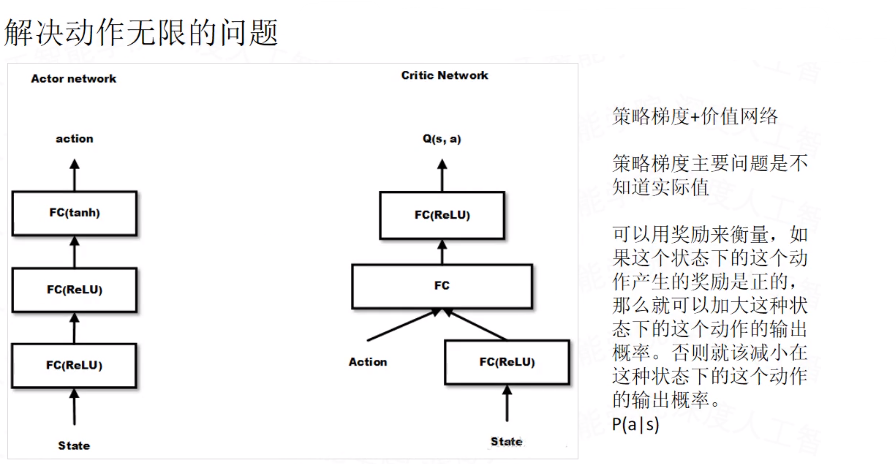 解决动作无限的问题
Actor network
Critic Network
action
Q(s, a)
FC(tanh)
FC(ReLU)
FC(ReLU)
FC
FC(ReLU)
Action
FC(ReLU)
State
State
策略梯度+价值网络
策略梯度主要问题是不
知道实际值
可以用奖励来衡量，如
果这个状态下的这个动
作产生的奖励是正的，
那么就可以加大这种状
态下的这个动作的输出
概率。否则就该减小在
这种状态下的这个动作
的输出概率。
P(a|s)